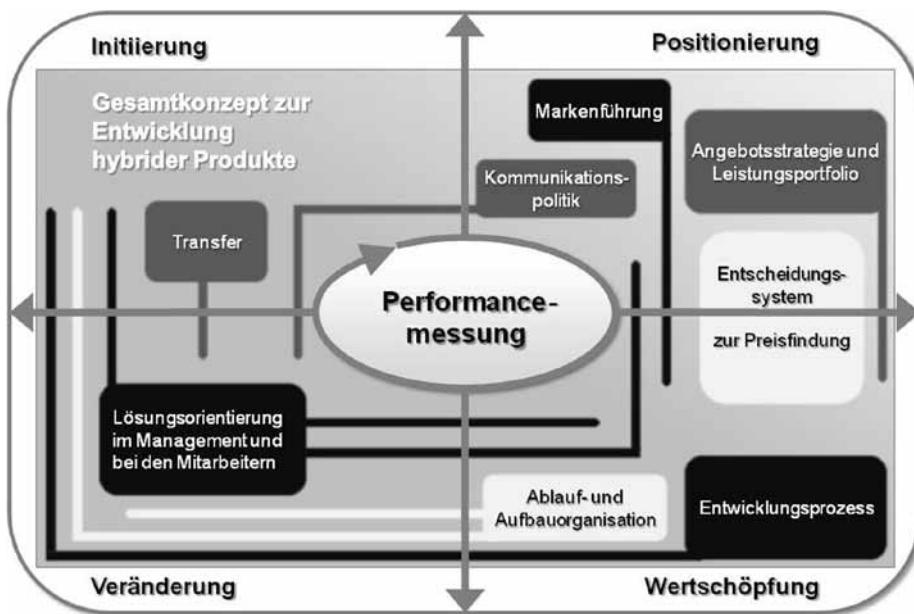 Initiierung
Positionierung
Gesamtkonzept zur
Entwicklung
hybrider Produkte
Markenführung
Angebotsstrategie und
Leistungsportfolio
Kommunikations-
politik
Transfer
Entscheidungs-
system
zur Preisfindung
Performance-
messung
Lösungsorientierung
im Management und
bei den Mitarbeitern
Ablauf- und
Aufbauorganisation
Entwicklungsprozess
Veränderung
Wertschöpfung